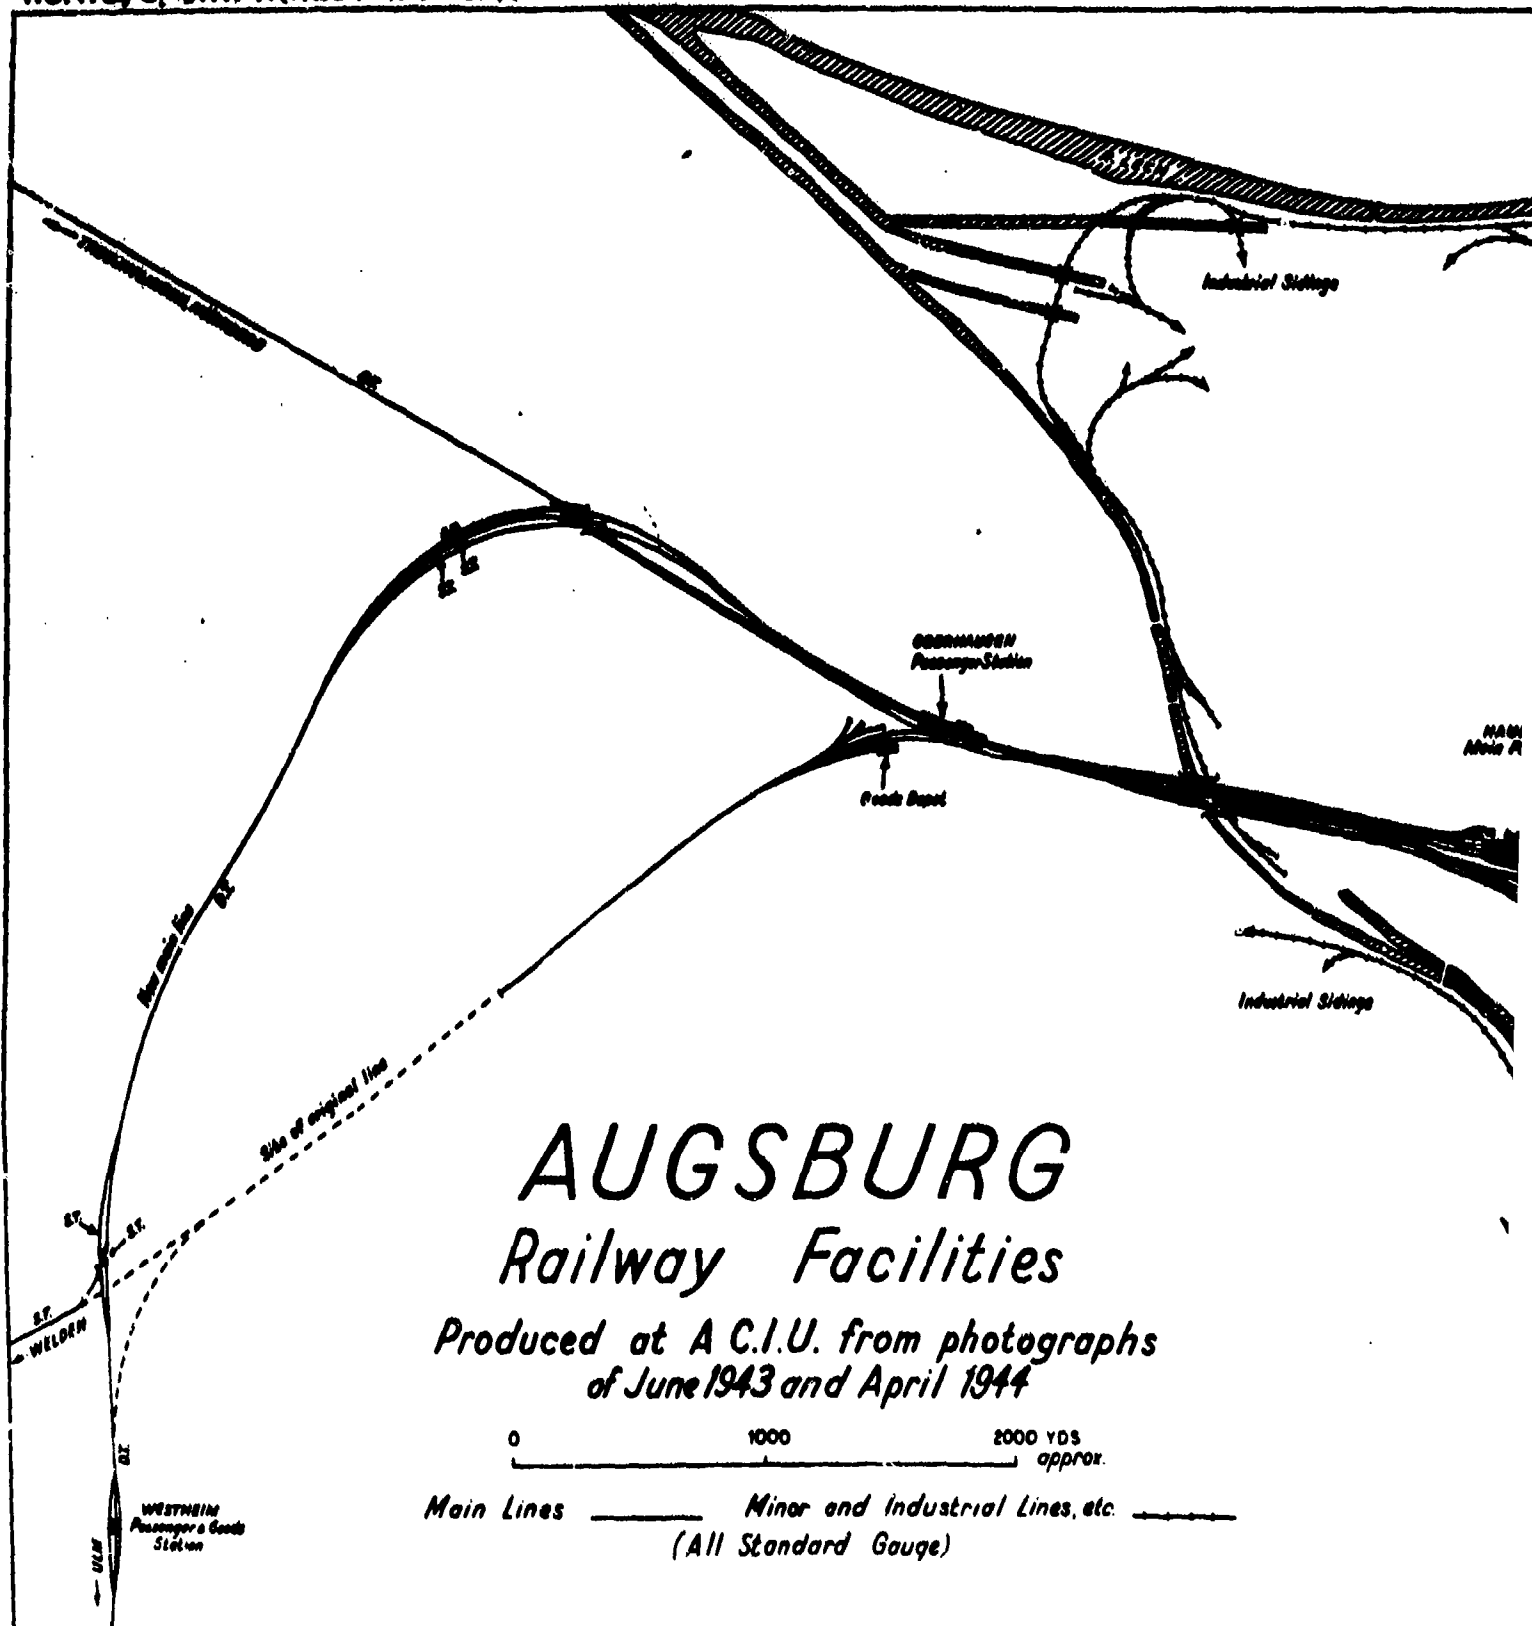 Industrial Sidings
OBERHAUSEN
Passenger Station
Goods Depot
D.T.
New main line
Industrial Sidings
Site of original line
S.T.
S.T.
S.T.
WELDEN
AUGSBURG
Railway Facilities
Produced at A C.I.U. from photographs
of June 1943 and April 1944
0 1000 2000 YDS
approx.
Main Lines Minor and Industrial Lines, etc.
(All Standard Gauge)
D.T.
WESTHEIM
Passenger & Goods
Station
ULM